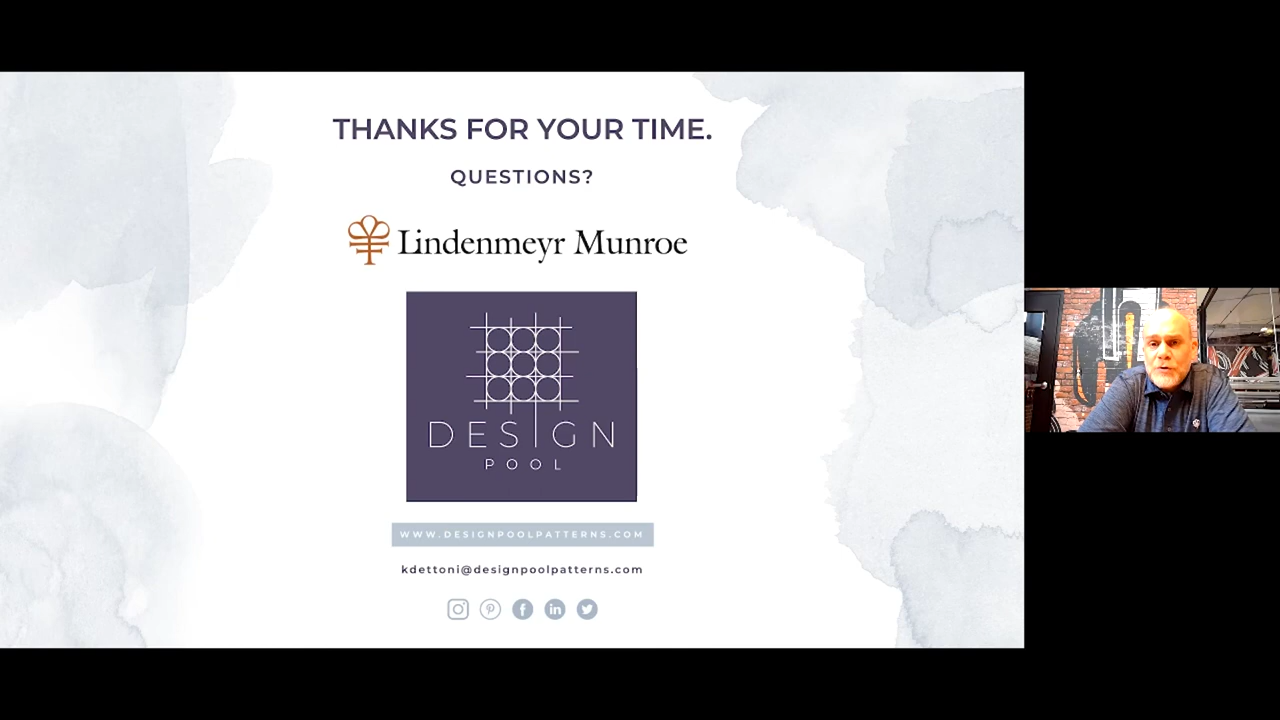 THANKS FOR YOUR TIME.
QUESTIONS?
Lindenmeyr Munroe
DESIGN
POOL
WWW.DESIGNPOOLPATTERNS.COM
kdettoni@designpoolpatterns.com